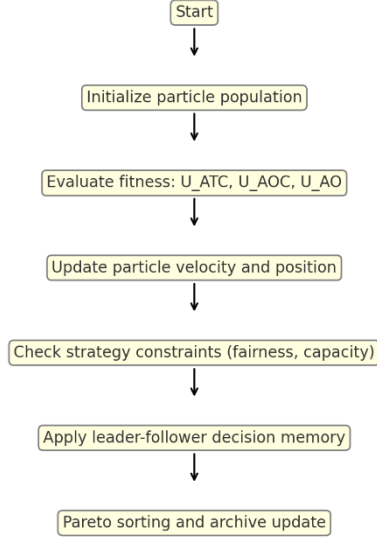 Start
Initialize particle population
Evaluate fitness: U_ATC, U_AOC, U_AO
Update particle velocity and position
Check strategy constraints (fairness, capacity)
Apply leader-follower decision memory
Pareto sorting and archive update